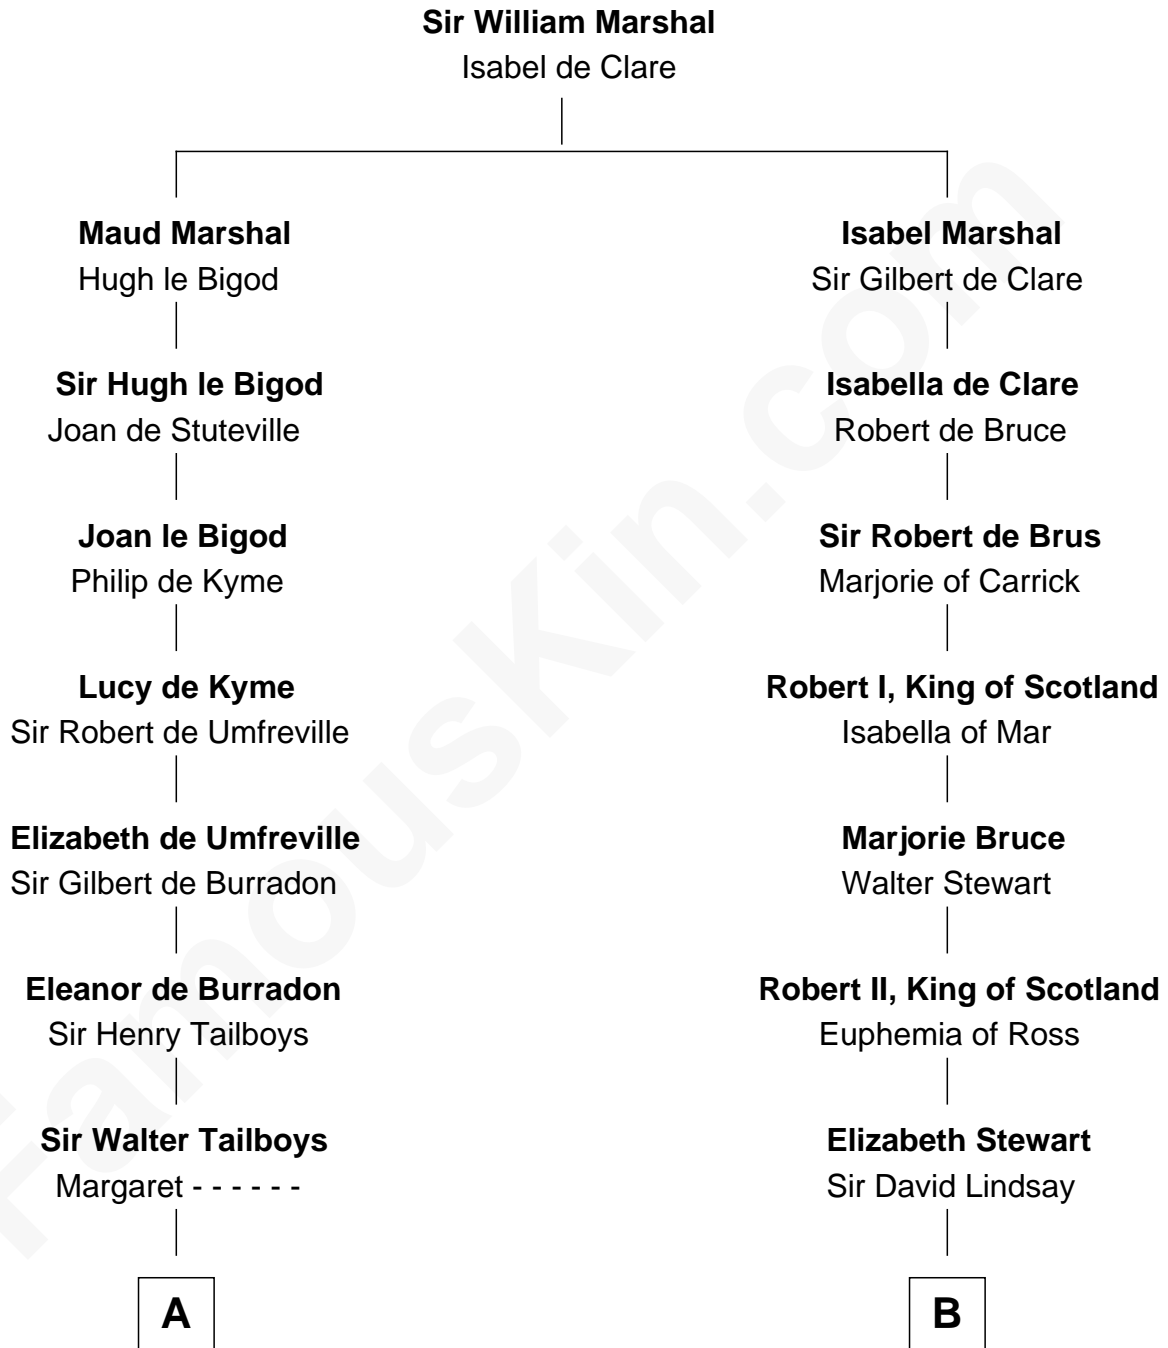 Sir William Marshal
Isabel de Clare
Maud Marshal
Hugh le Bigod
Isabel Marshal
Sir Gilbert de Clare
Sir Hugh le Bigod
Joan de Stuteville
Isabella de Clare
Robert de Bruce
Joan le Bigod
Philip de Kyme
Sir Robert de Brus
Marjorie of Carrick
Lucy de Kyme
Sir Robert de Umfreville
Robert I, King of Scotland
Isabella of Mar
Elizabeth de Umfreville
Sir Gilbert de Burradon
Marjorie Bruce
Walter Stewart
Eleanor de Burradon
Sir Henry Tailboys
Robert II, King of Scotland
Euphemia of Ross
Sir Walter Tailboys
Margaret - - - - - -
Elizabeth Stewart
Sir David Lindsay
A
B
FamousKin.com